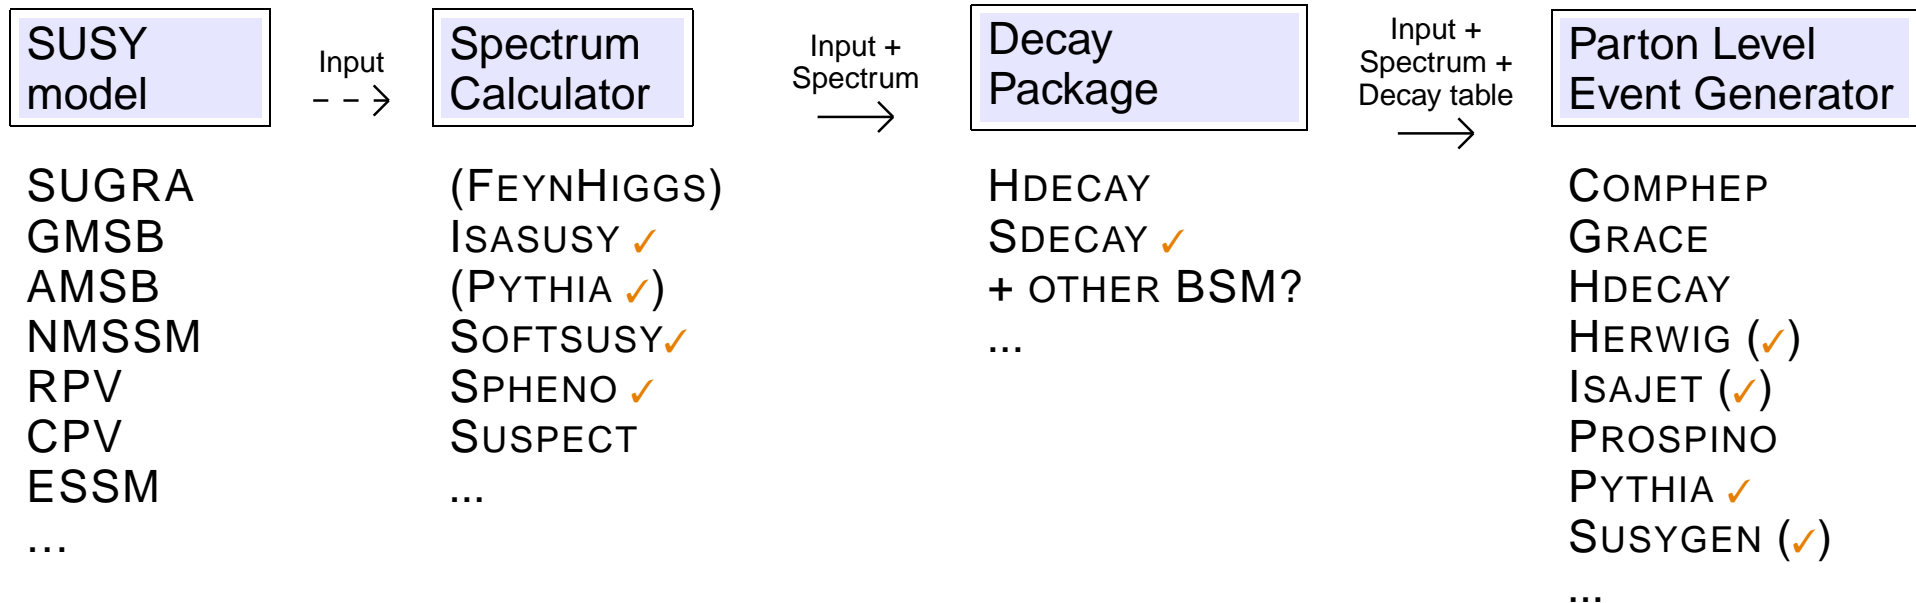 SUSY
model
Input
Spectrum
Calculator
Input +
Spectrum
Decay
Package
Input +
Spectrum +
Decay table
Parton Level
Event Generator
SUGRA
GMSB
AMSB
NMSSM
RPV
CPV
ESSM
...
(FEYNHIGGS)
ISASUSY ✓
(PYTHIA ✓)
SOFTSUSY✓
SPHENO ✓
SUSPECT
...
HDECAY
SDECAY ✓
+ OTHER BSM?
...
COMPHEP
GRACE
HDECAY
HERWIG (✓)
ISAJET (✓)
PROSPINO
PYTHIA ✓
SUSYGEN (✓)
...